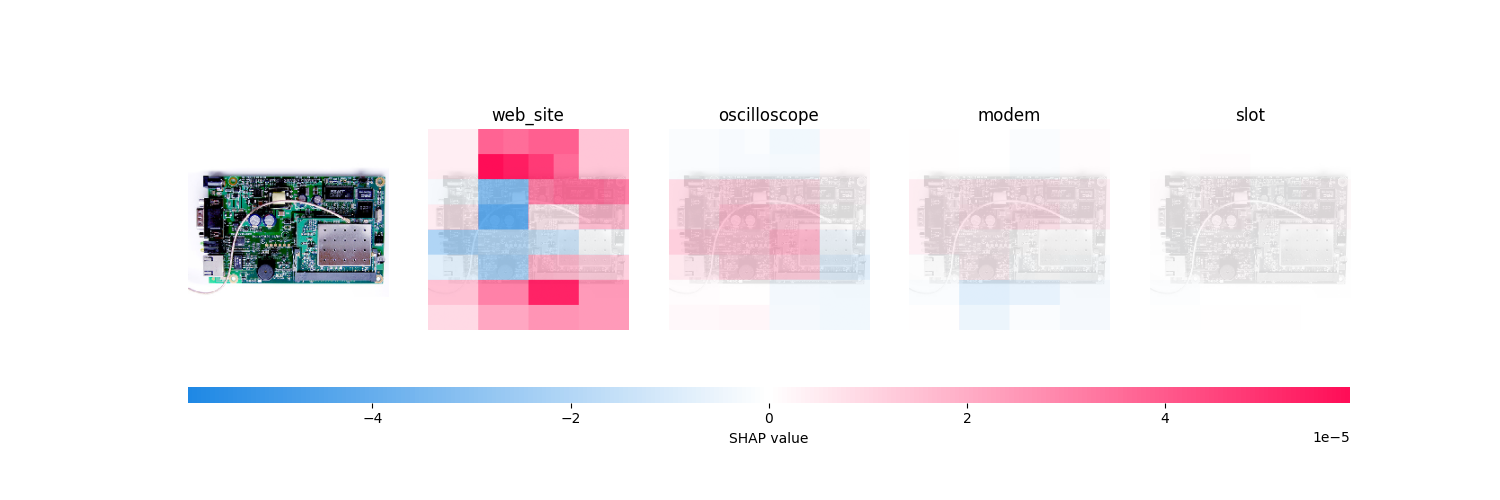 web_site
oscilloscope
modem
slot
−4 −2 0 2 4
SHAP value
1e−5